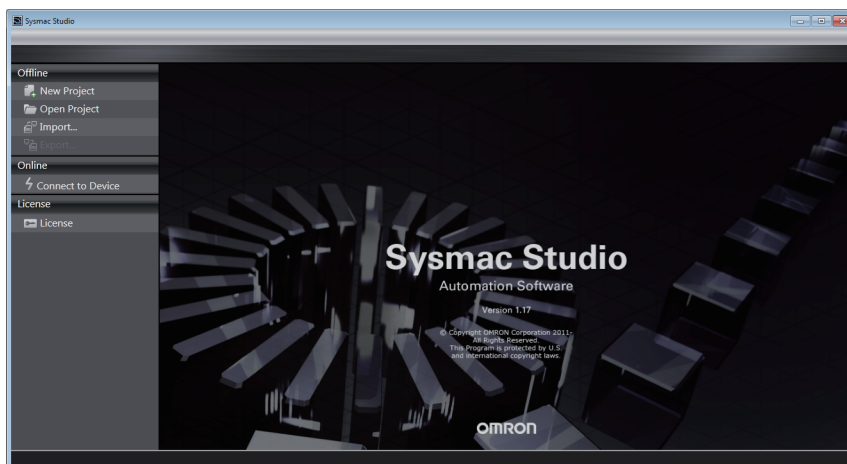 Sysmac Studio
Offline
New Project
Open Project
Import...
Export...
Online
Connect to Device
License
License
Sysmac Studio
Automation Software
Version 1.17
© Copyright OMRON Corporation 2011-
All Rights Reserved.
This Program is protected by U.S.
and international copyright laws.
OMRON